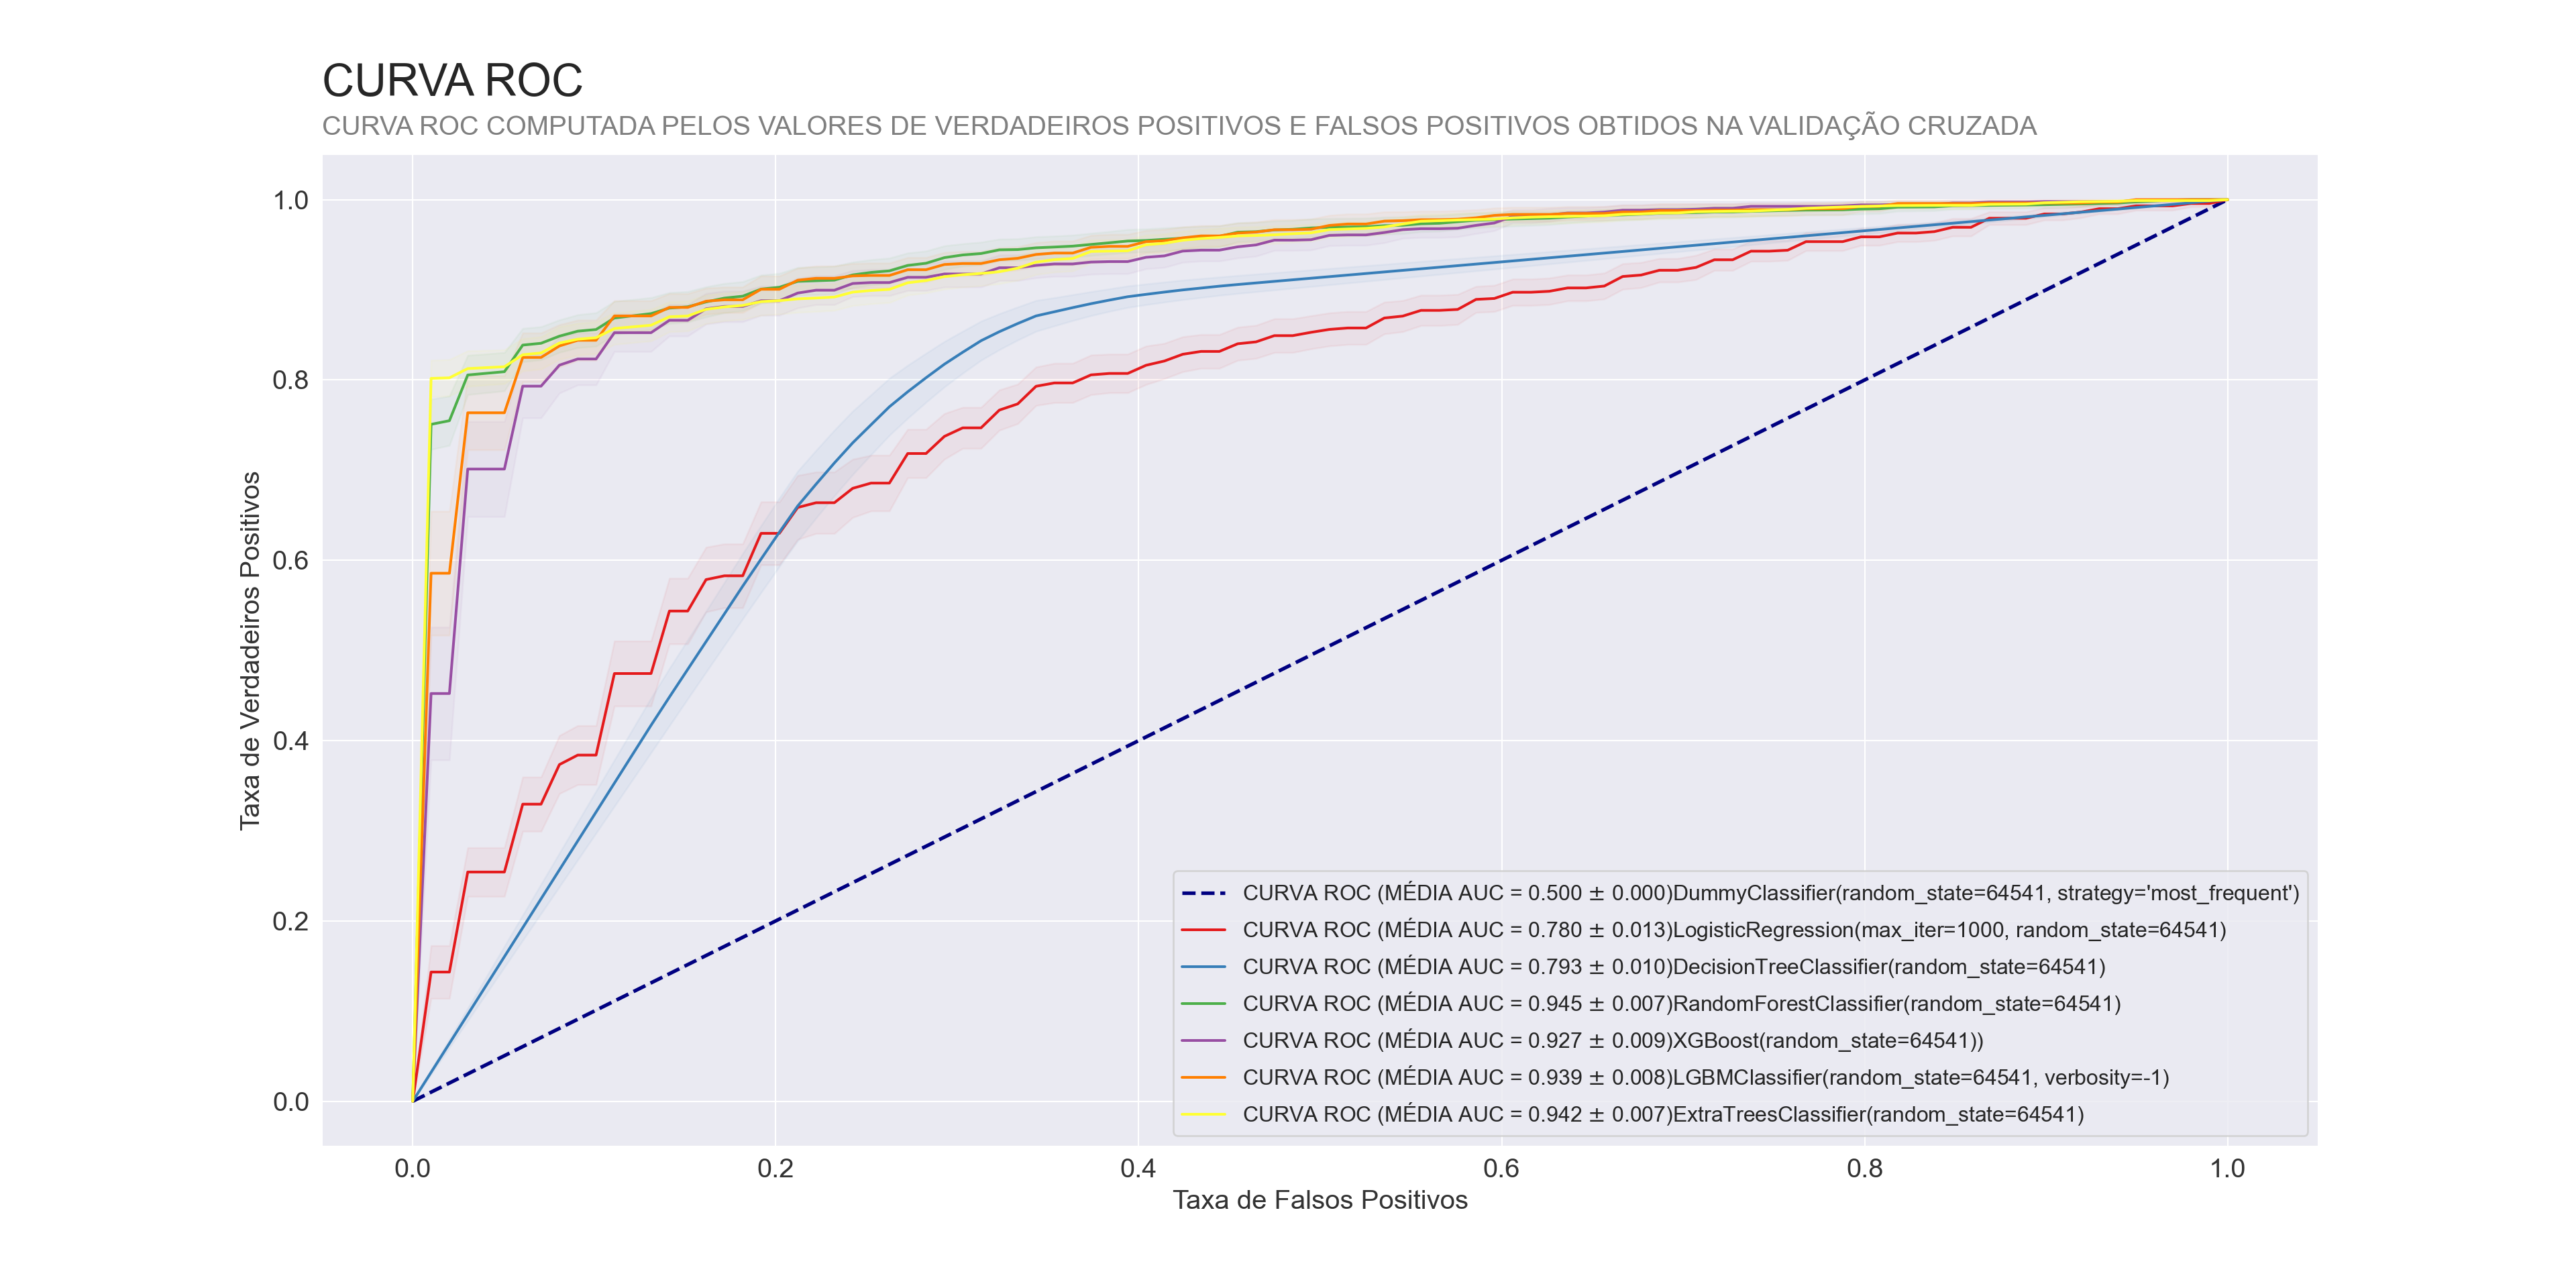 CURVA ROC
CURVA ROC COMPUTADA PELOS VALORES DE VERDADEIROS POSITIVOS E FALSOS POSITIVOS OBTIDOS NA VALIDAÇÃO CRUZADA
1.0
0.8
0.6
0.4
0.2
0.0
Taxa de Verdadeiros Positivos
CURVA ROC (MÉDIA AUC = 0.500 ± 0.000)DummyClassifier(random_state=64541, strategy='most_frequent')
CURVA ROC (MÉDIA AUC = 0.780 ± 0.013)LogisticRegression(max_iter=1000, random_state=64541)
CURVA ROC (MÉDIA AUC = 0.793 ± 0.010)DecisionTreeClassifier(random_state=64541)
CURVA ROC (MÉDIA AUC = 0.945 ± 0.007)RandomForestClassifier(random_state=64541)
CURVA ROC (MÉDIA AUC = 0.927 ± 0.009)XGBoost(random_state=64541))
CURVA ROC (MÉDIA AUC = 0.939 ± 0.008)LGBMClassifier(random_state=64541, verbosity=-1)
CURVA ROC (MÉDIA AUC = 0.942 ± 0.007)ExtraTreesClassifier(random_state=64541)
0.0 0.2 0.4 0.6 0.8 1.0
Taxa de Falsos Positivos